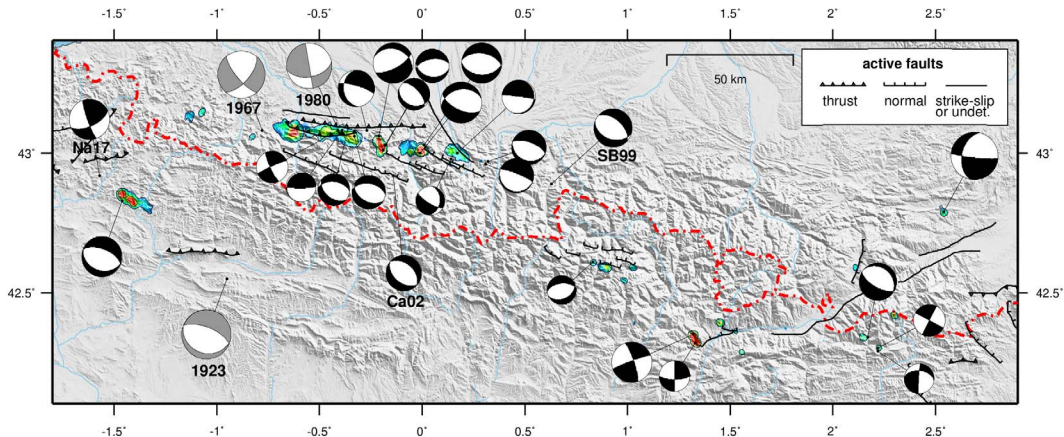 -1.5° -1° -0.5° 0° 0.5° 1° 1.5° 2° 2.5°
active faults
thrust normal strike-slip
or undet.
50 km
1967 1980
Na17
SB99
43° 43°
Ca02
42.5° 42.5°
1923
-1.5° -1° -0.5° 0° 0.5° 1° 1.5° 2° 2.5°